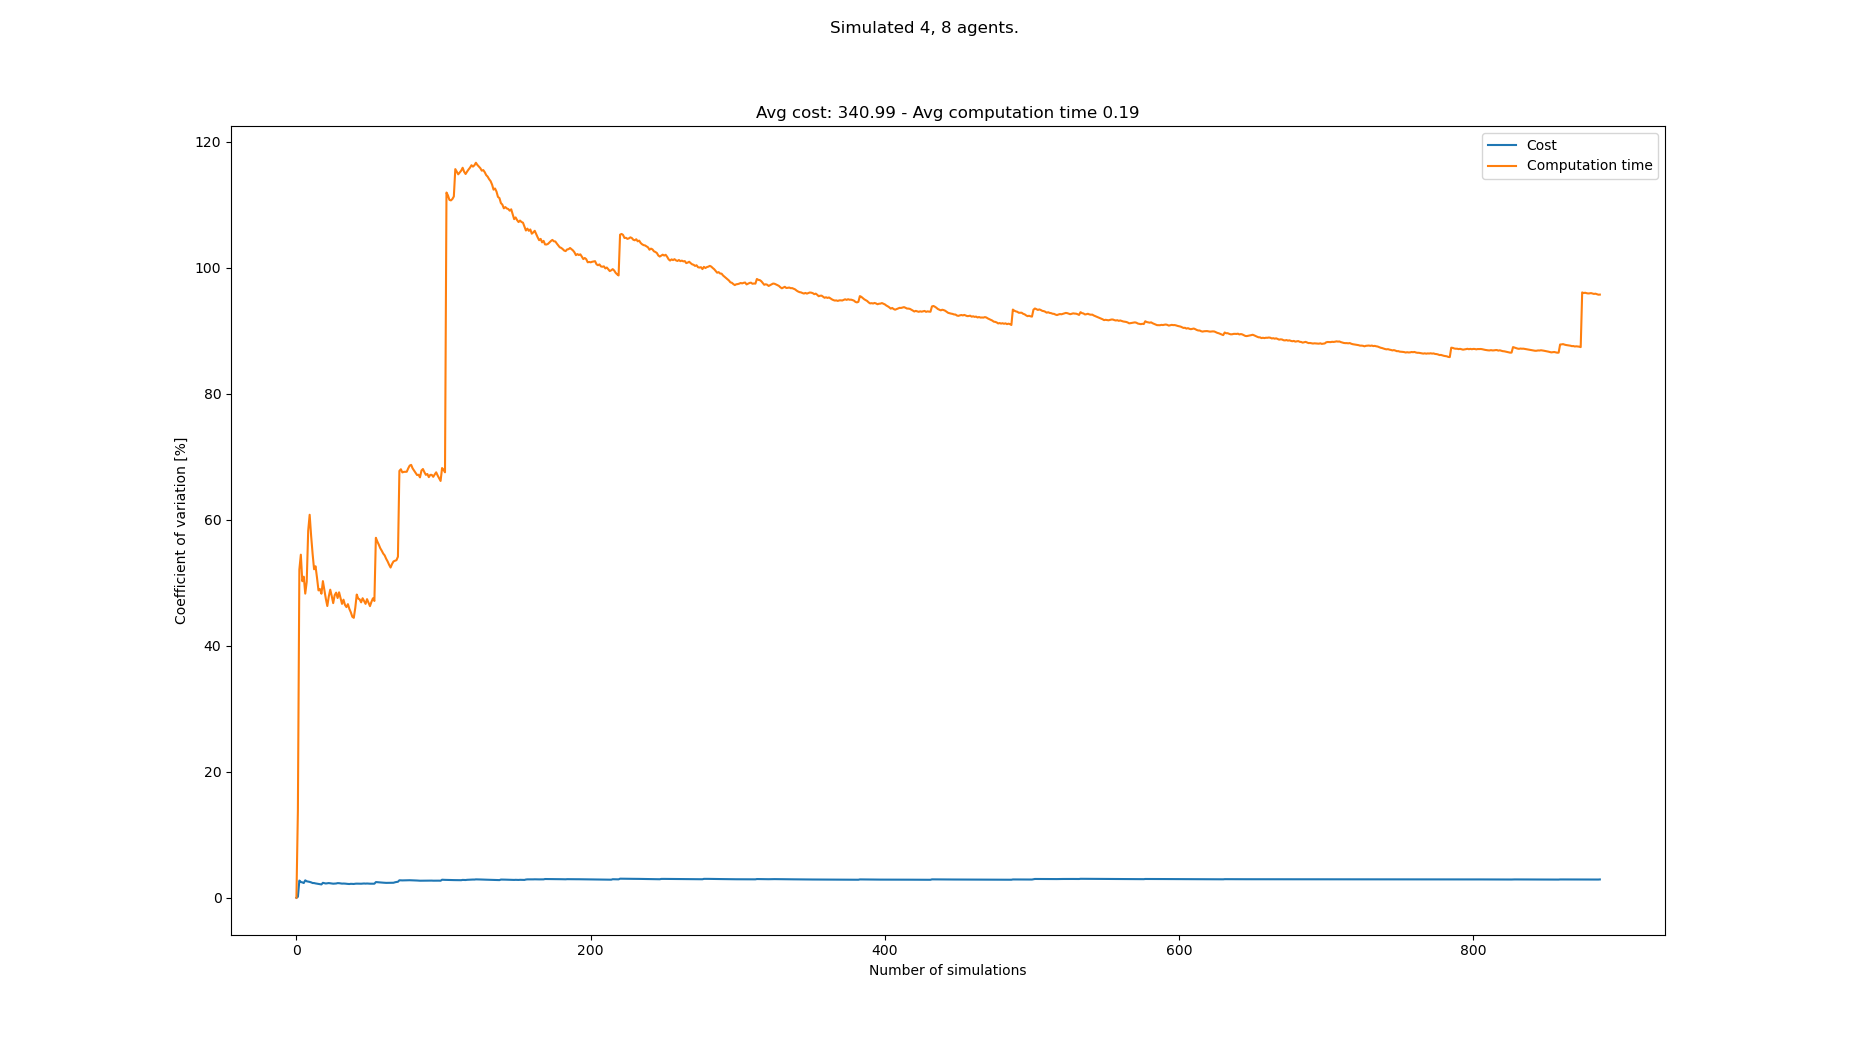 Simulated 4, 8 agents.
Avg cost: 340.99 - Avg computation time 0.19
Cost
Computation time
120
100
80
60
40
20
0
Coefficient of variation [%]
0
200
400
600
800
Number of simulations